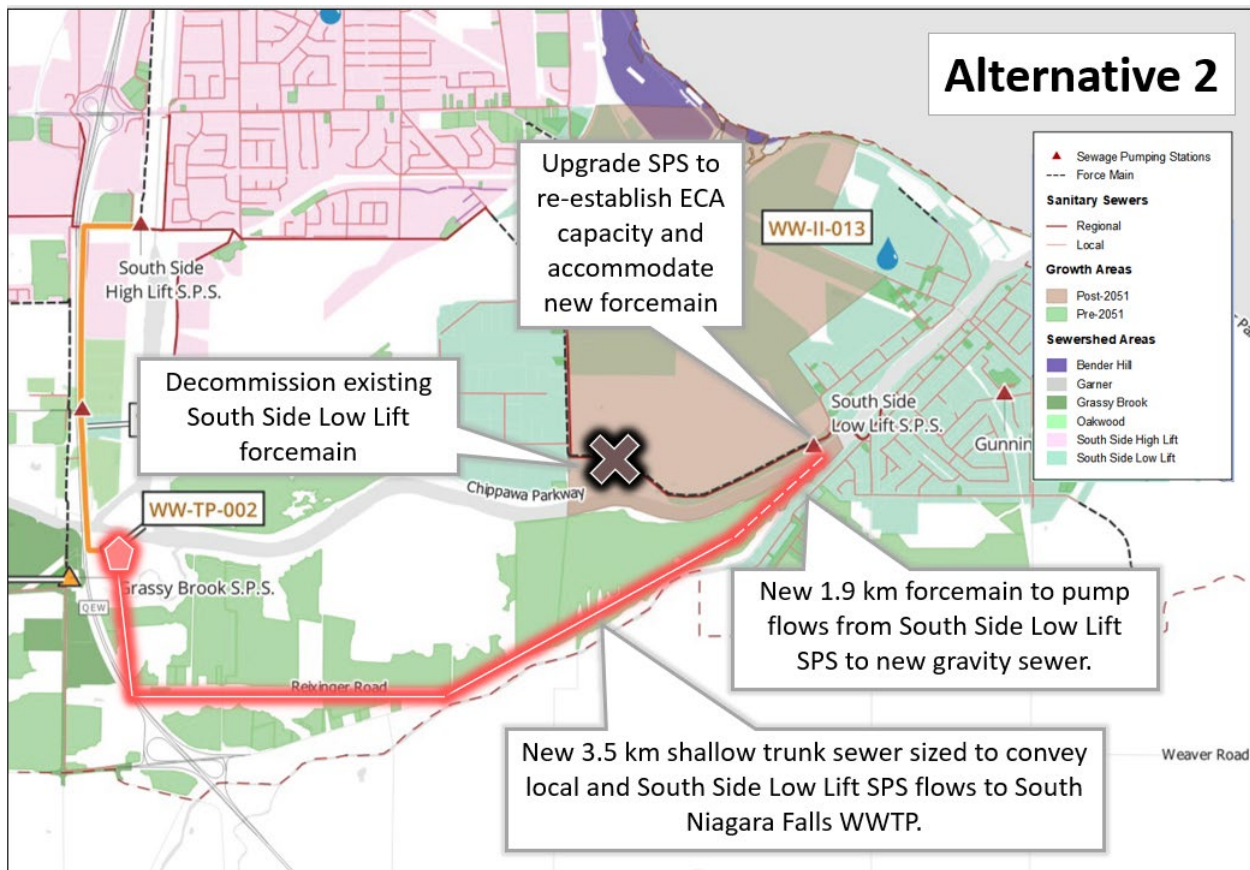 Alternative 2
Sewage Pumping Stations
Force Main
Sanitary Sewers
Regional
Local
Growth Areas
Post-2051
Pre-2051
Sewershed Areas
Bender Hill
Garner
Grassy Brook
Oakwood
South Side High Lift
South Side Low Lift
Upgrade SPS to
re-establish ECA
capacity and
accommodate
new forcemain
WW-II-013
South Side
High Lift S.P.S.
Decommission existing
South Side Low Lift
forcemain
South Side
Low Lift S.P.S.
Gunnin
Chippawa Parkway
WW-TP-002
Grassy Brook S.P.S.
QEW
New 1.9 km forcemain to pump
flows from South Side Low Lift
SPS to new gravity sewer.
Reixinger Road
New 3.5 km shallow trunk sewer sized to convey
local and South Side Low Lift SPS flows to South
Niagara Falls WWTP.
Weaver Road